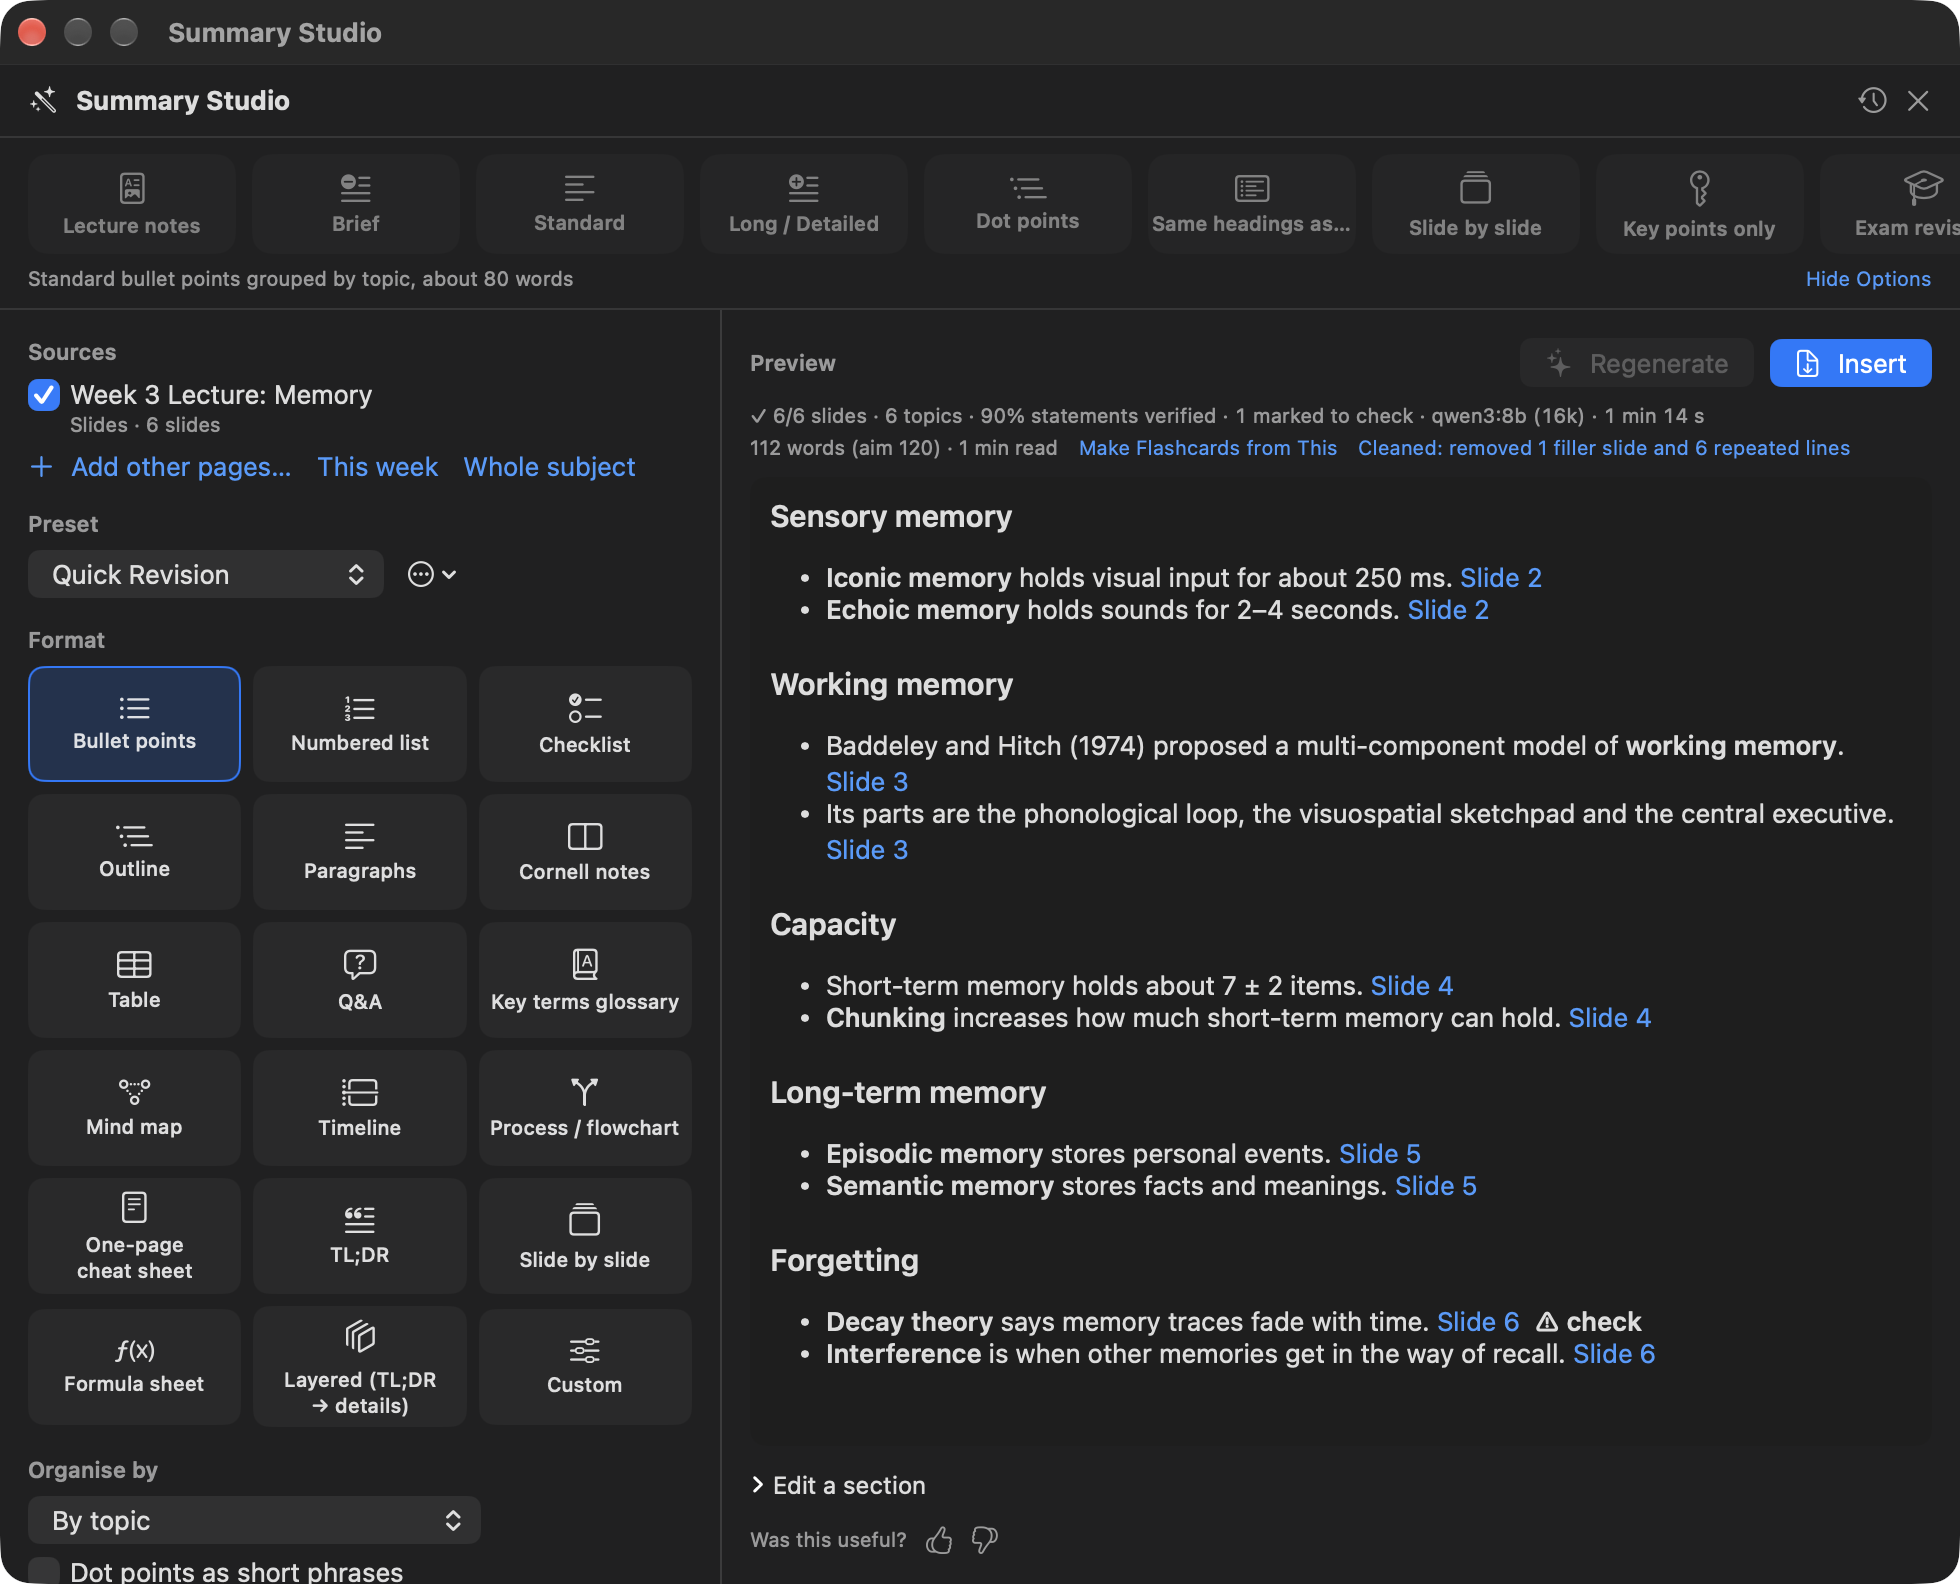 Summary Studio
Summary Studio
Lecture notes
Brief
Standard
Long / Detailed
Dot points
Same headings as...
Slide by slide
Key points only
Exam revis
Standard bullet points grouped by topic, about 80 words
Hide Options
Sources
Week 3 Lecture: Memory
Slides · 6 slides
+ Add other pages... This week Whole subject
Preset
Quick Revision
Format
Bullet points
Numbered list
Checklist
Outline
Paragraphs
Cornell notes
Table
Q&A
Key terms glossary
Mind map
Timeline
Process / flowchart
One-page
cheat sheet
TL;DR
Slide by slide
f(x)
Formula sheet
Layered (TL;DR
→ details)
Custom
Organise by
By topic
Dot points as short phrases
Preview
Regenerate
Insert
✓ 6/6 slides · 6 topics · 90% statements verified · 1 marked to check · qwen3:8b (16k) · 1 min 14 s
112 words (aim 120) · 1 min read Make Flashcards from This Cleaned: removed 1 filler slide and 6 repeated lines
Sensory memory
• Iconic memory holds visual input for about 250 ms. Slide 2
• Echoic memory holds sounds for 2–4 seconds. Slide 2
Working memory
• Baddeley and Hitch (1974) proposed a multi-component model of working memory.
Slide 3
• Its parts are the phonological loop, the visuospatial sketchpad and the central executive.
Slide 3
Capacity
• Short-term memory holds about 7 ± 2 items. Slide 4
• Chunking increases how much short-term memory can hold. Slide 4
Long-term memory
• Episodic memory stores personal events. Slide 5
• Semantic memory stores facts and meanings. Slide 5
Forgetting
• Decay theory says memory traces fade with time. Slide 6 ⚠ check
• Interference is when other memories get in the way of recall. Slide 6
Edit a section
Was this useful?